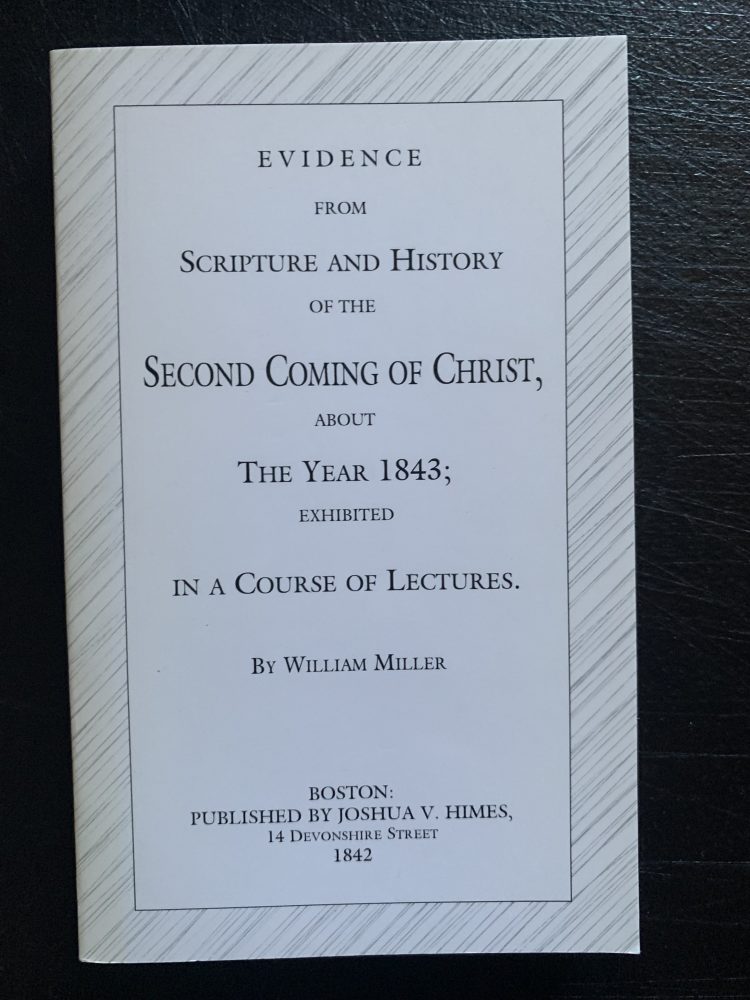 EVIDENCE
FROM
SCRIPTURE AND HISTORY
OF THE
SECOND COMING OF CHRIST,
ABOUT
THE YEAR 1843;
EXHIBITED
IN A COURSE OF LECTURES.
BY WILLIAM MILLER
BOSTON:
PUBLISHED BY JOSHUA V. HIMES,
14 DEVONSHIRE STREET
1842